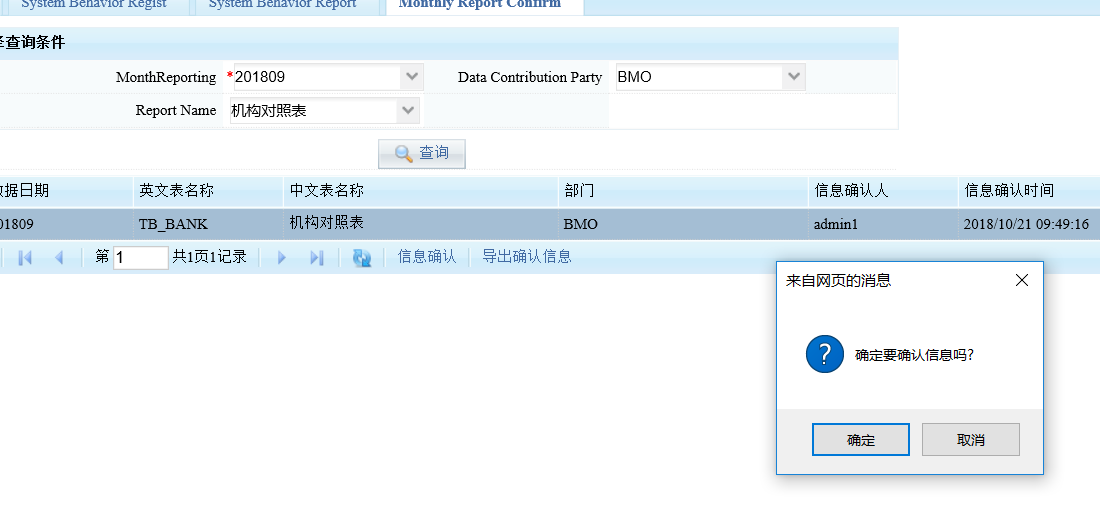 System Behavior Regist System Behavior Report Monthly Report Confirm
查询条件
MonthReporting *201809 Data Contribution Party BMO
Report Name 机构对照表
查询
据日期 英文表名称 中文表名称 部门 信息确认人 信息确认时间
01809 TB_BANK 机构对照表 BMO admin1 2018/10/21 09:49:16
第 1 共1页1记录 信息确认 导出确认信息
来自网页的消息
确定要确认信息吗?
确定 取消